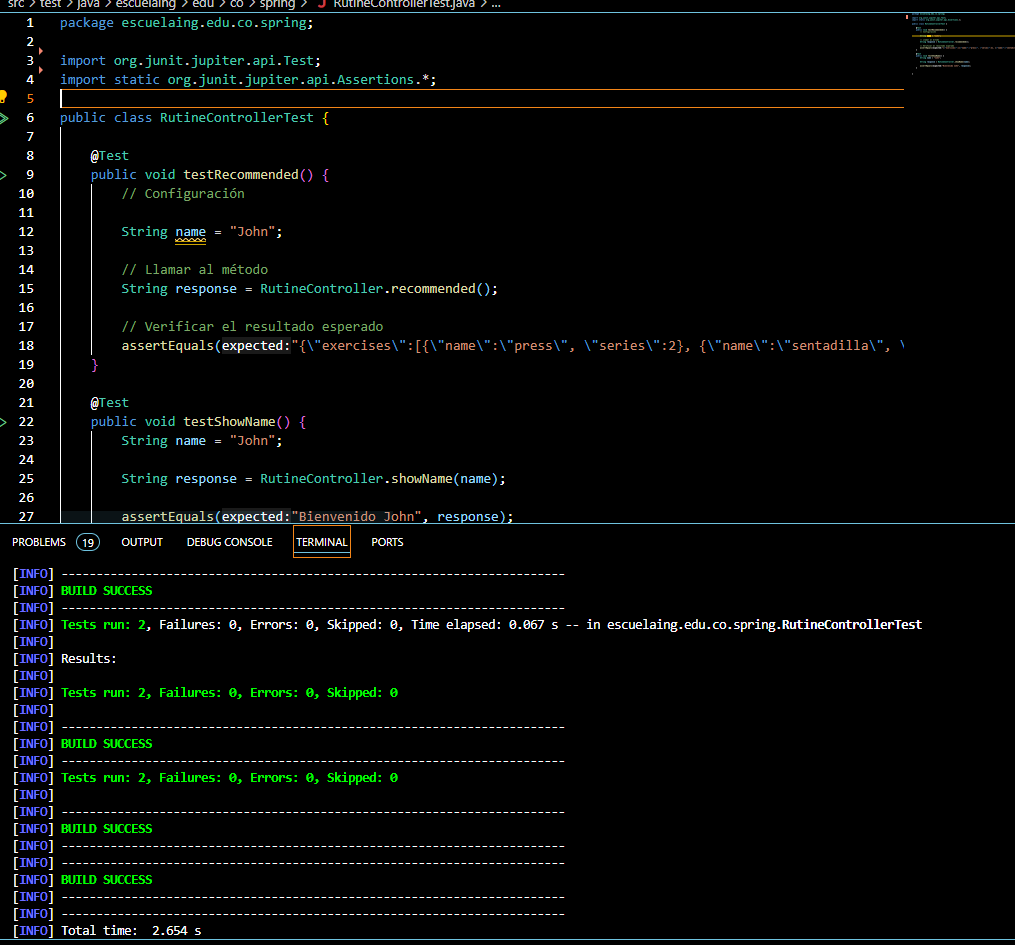 src > test > java > escuelaing > edu > co > spring > J RutineControllerTest.java > ...
1 package escuelaing.edu.co.spring;
2
3 import org.junit.jupiter.api.Test;
4 import static org.junit.jupiter.api.Assertions.*;
5
6 public class RutineControllerTest {
7
8 @Test
9 public void testRecommended() {
10 // Configuración
11
12 String name = "John";
13
14 // Llamar al método
15 String response = RutineController.recommended();
16
17 // Verificar el resultado esperado
18 assertEquals(expected:"{\"exercises\":[{\"name\":\"press\", \"series\":2}, {\"name\":\"sentadilla\", \
19 }
20
21 @Test
22 public void testShowName() {
23 String name = "John";
24
25 String response = RutineController.showName(name);
26
27 assertEquals(expected:"Bienvenido John", response);
PROBLEMS 19 OUTPUT DEBUG CONSOLE TERMINAL PORTS
[INFO] ------------------------------------------------------------------------
[INFO] BUILD SUCCESS
[INFO] ------------------------------------------------------------------------
[INFO] Tests run: 2, Failures: 0, Errors: 0, Skipped: 0, Time elapsed: 0.067 s -- in escuelaing.edu.co.spring.RutineControllerTest
[INFO]
[INFO] Results:
[INFO]
[INFO] Tests run: 2, Failures: 0, Errors: 0, Skipped: 0
[INFO]
[INFO] ------------------------------------------------------------------------
[INFO] BUILD SUCCESS
[INFO] ------------------------------------------------------------------------
[INFO] Tests run: 2, Failures: 0, Errors: 0, Skipped: 0
[INFO]
[INFO] ------------------------------------------------------------------------
[INFO] BUILD SUCCESS
[INFO] ------------------------------------------------------------------------
[INFO] ------------------------------------------------------------------------
[INFO] BUILD SUCCESS
[INFO] ------------------------------------------------------------------------
[INFO] ------------------------------------------------------------------------
[INFO] Total time:  2.654 s